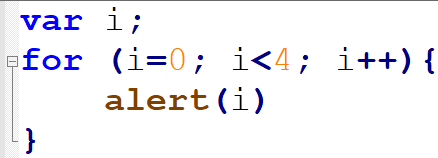 var i;
for (i=0; i<4; i++){
    alert(i)
}